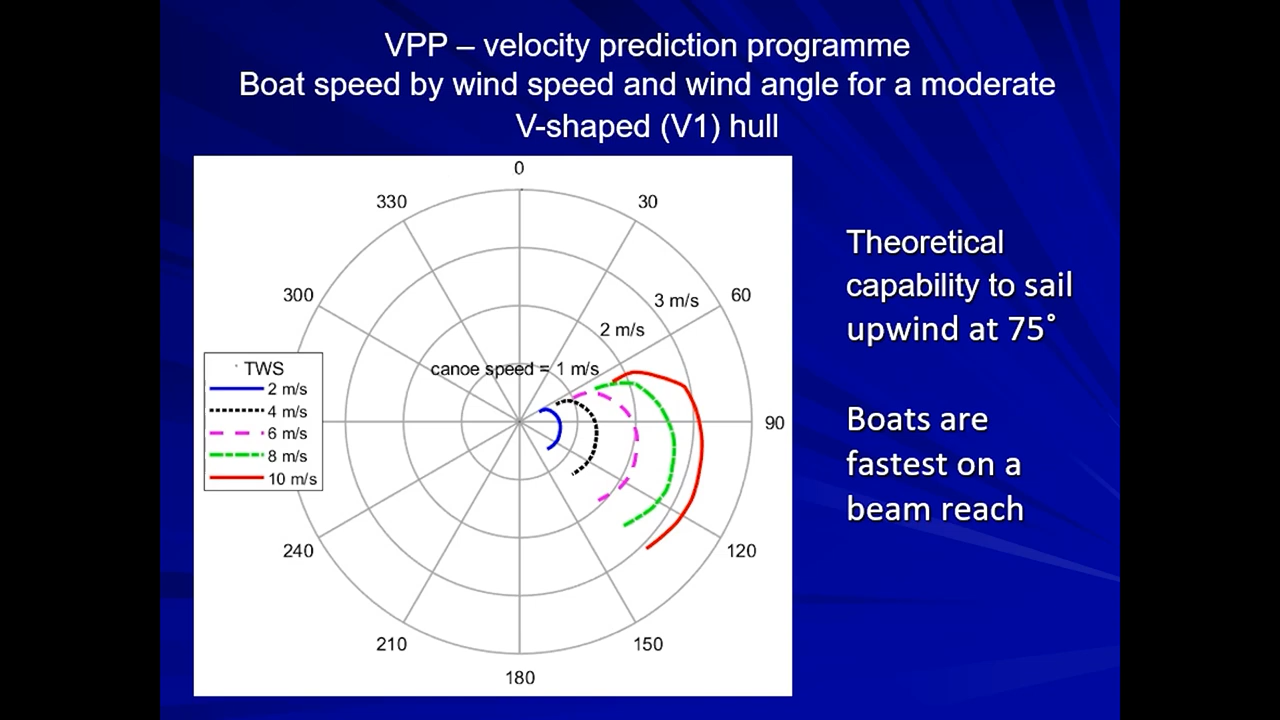 VPP – velocity prediction programme
Boat speed by wind speed and wind angle for a moderate
V-shaped (V1) hull
0
330
30
300
60
3 m/s
2 m/s
canoe speed = 1 m/s
TWS
2 m/s
4 m/s
6 m/s
8 m/s
10 m/s
90
240
120
210
150
180
Theoretical
capability to sail
upwind at 75˚
Boats are
fastest on a
beam reach